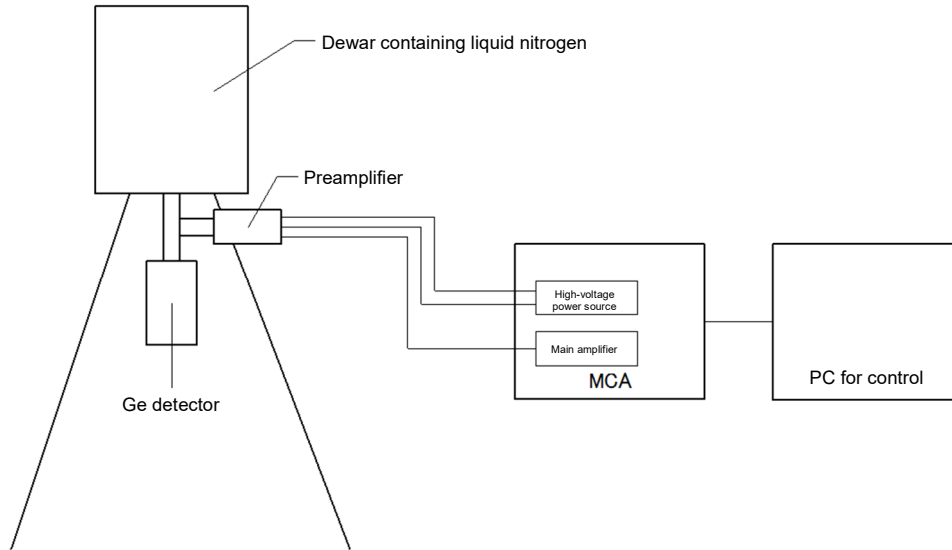 Dewar containing liquid nitrogen
Preamplifier
High-voltage
power source
Main amplifier
MCA
PC for control
Ge detector